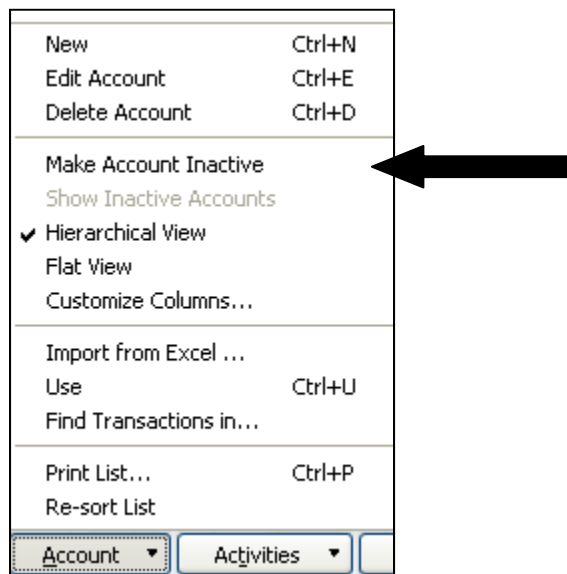 New Ctrl+N
Edit Account Ctrl+E
Delete Account Ctrl+D
Make Account Inactive
Show Inactive Accounts
Hierarchical View
Flat View
Customize Columns...
Import from Excel ...
Use Ctrl+U
Find Transactions in...
Print List... Ctrl+P
Re-sort List
Account Activities